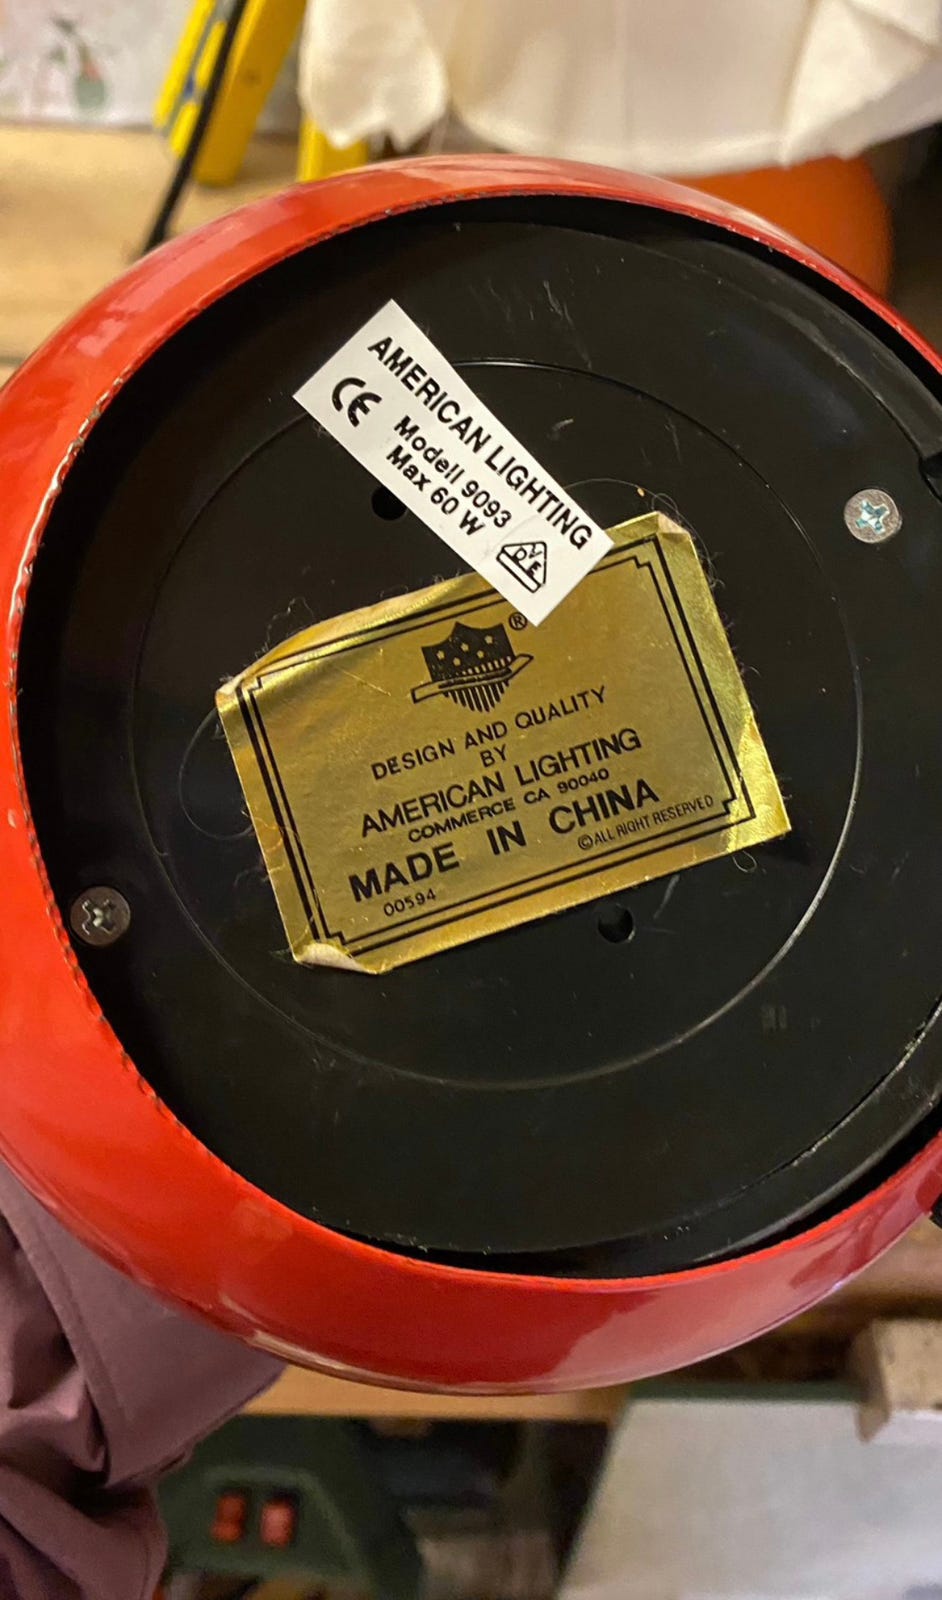 AMERICAN LIGHTING
CE Modell 9093
Max 60 W
VDE
®
DESIGN AND QUALITY
BY
AMERICAN LIGHTING
COMMERCE CA 90040
MADE IN CHINA
©ALL RIGHT RESERVED
00594